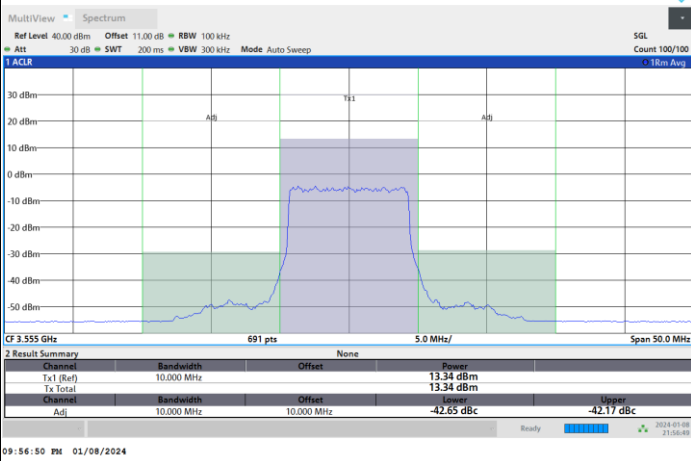 MultiView Spectrum
Ref Level 40.00 dBm Offset 11.00 dB RBW 100 kHz SGL
Att 30 dB SWT 200 ms VBW 300 kHz Mode Auto Sweep Count 100/100
1 ACLR 1Rm Avg
30 dBm
Tx1
20 dBm
Adj Adj
10 dBm
0 dBm
-10 dBm
-20 dBm
-30 dBm
-40 dBm
-50 dBm
CF 3.555 GHz 691 pts 5.0 MHz/ Span 50.0 MHz
2 Result Summary None
Channel Bandwidth Offset Power
Tx1 (Ref) 10.000 MHz 13.34 dBm
Tx Total 13.34 dBm
Channel Bandwidth Offset Lower Upper
Adj 10.000 MHz 10.000 MHz -42.65 dBc -42.17 dBc
Ready 2024-01-08
21:56:49
09:56:50 PM 01/08/2024